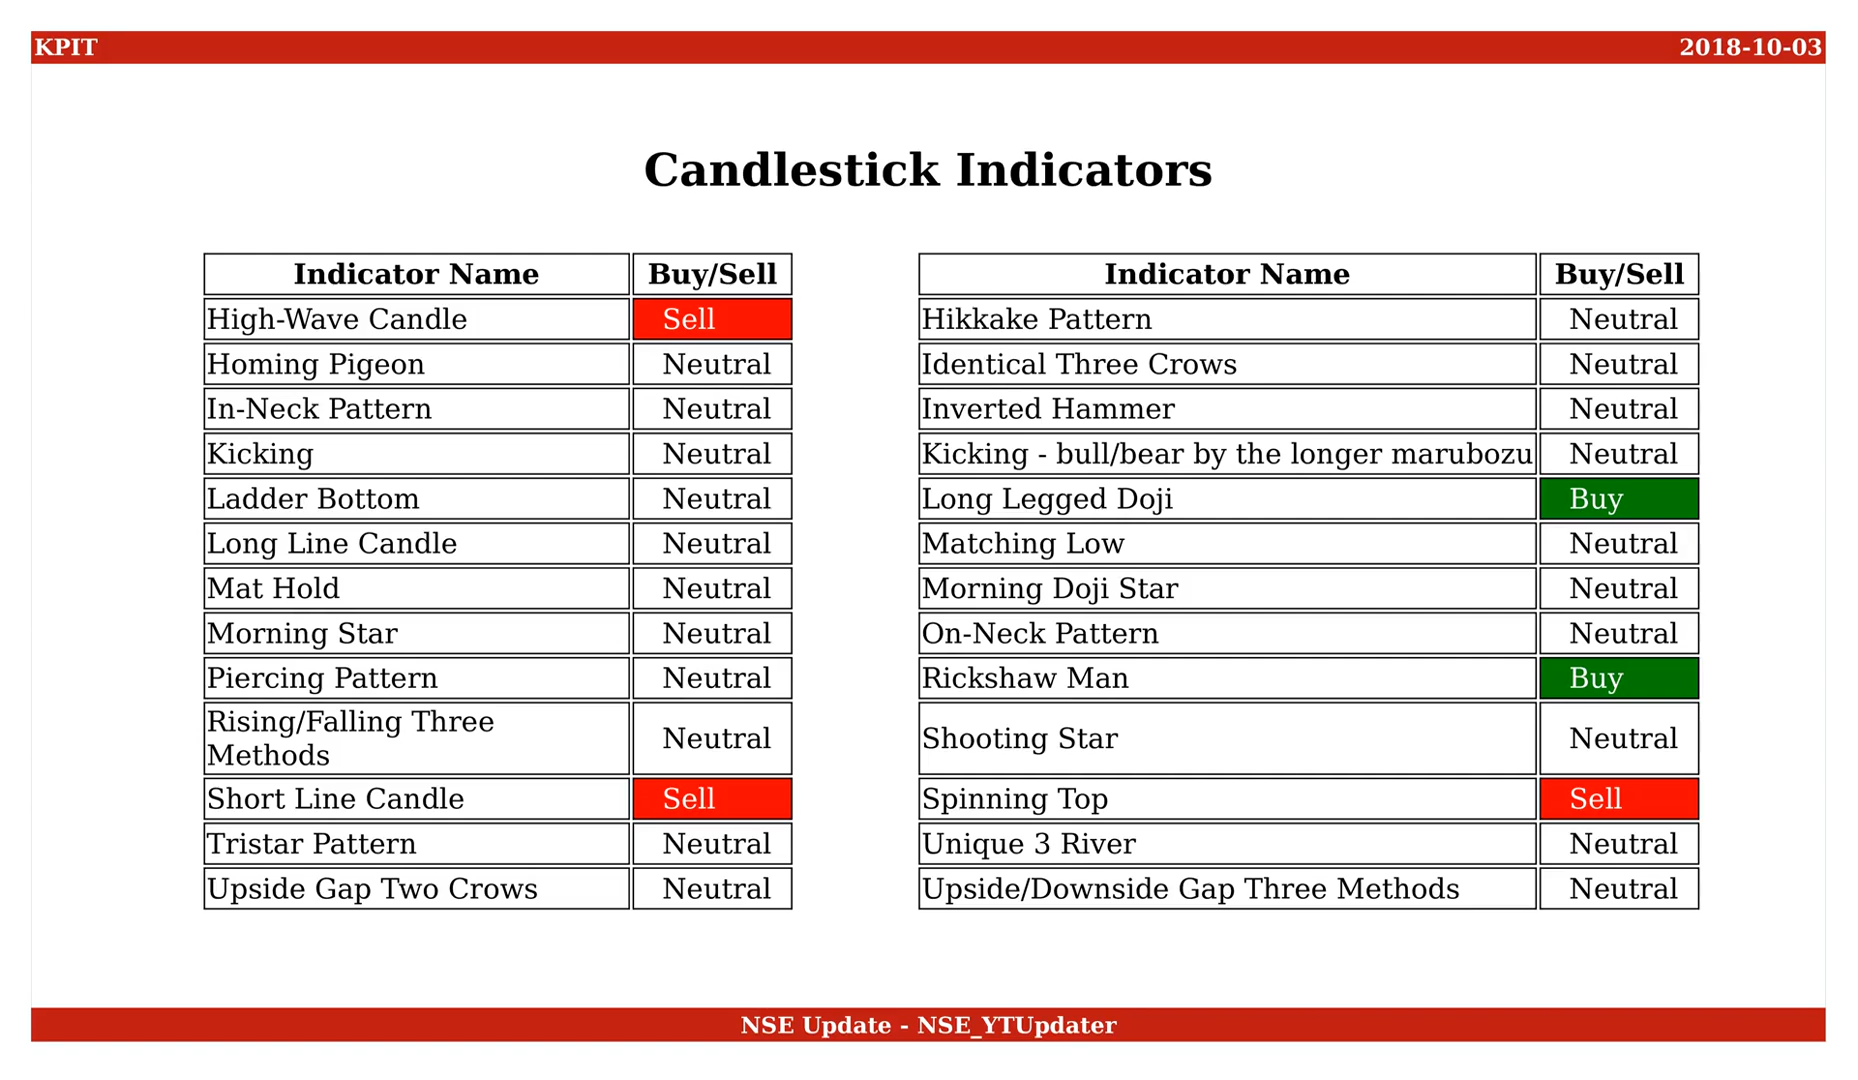 KPIT
2018-10-03
Candlestick Indicators
Indicator Name Buy/Sell
High-Wave Candle Sell
Homing Pigeon Neutral
In-Neck Pattern Neutral
Kicking Neutral
Ladder Bottom Neutral
Long Line Candle Neutral
Mat Hold Neutral
Morning Star Neutral
Piercing Pattern Neutral
Rising/Falling Three
Methods Neutral
Short Line Candle Sell
Tristar Pattern Neutral
Upside Gap Two Crows Neutral
Indicator Name Buy/Sell
Hikkake Pattern Neutral
Identical Three Crows Neutral
Inverted Hammer Neutral
Kicking - bull/bear by the longer marubozu Neutral
Long Legged Doji Buy
Matching Low Neutral
Morning Doji Star Neutral
On-Neck Pattern Neutral
Rickshaw Man Buy
Shooting Star Neutral
Spinning Top Sell
Unique 3 River Neutral
Upside/Downside Gap Three Methods Neutral
NSE Update - NSE_YTUpdater